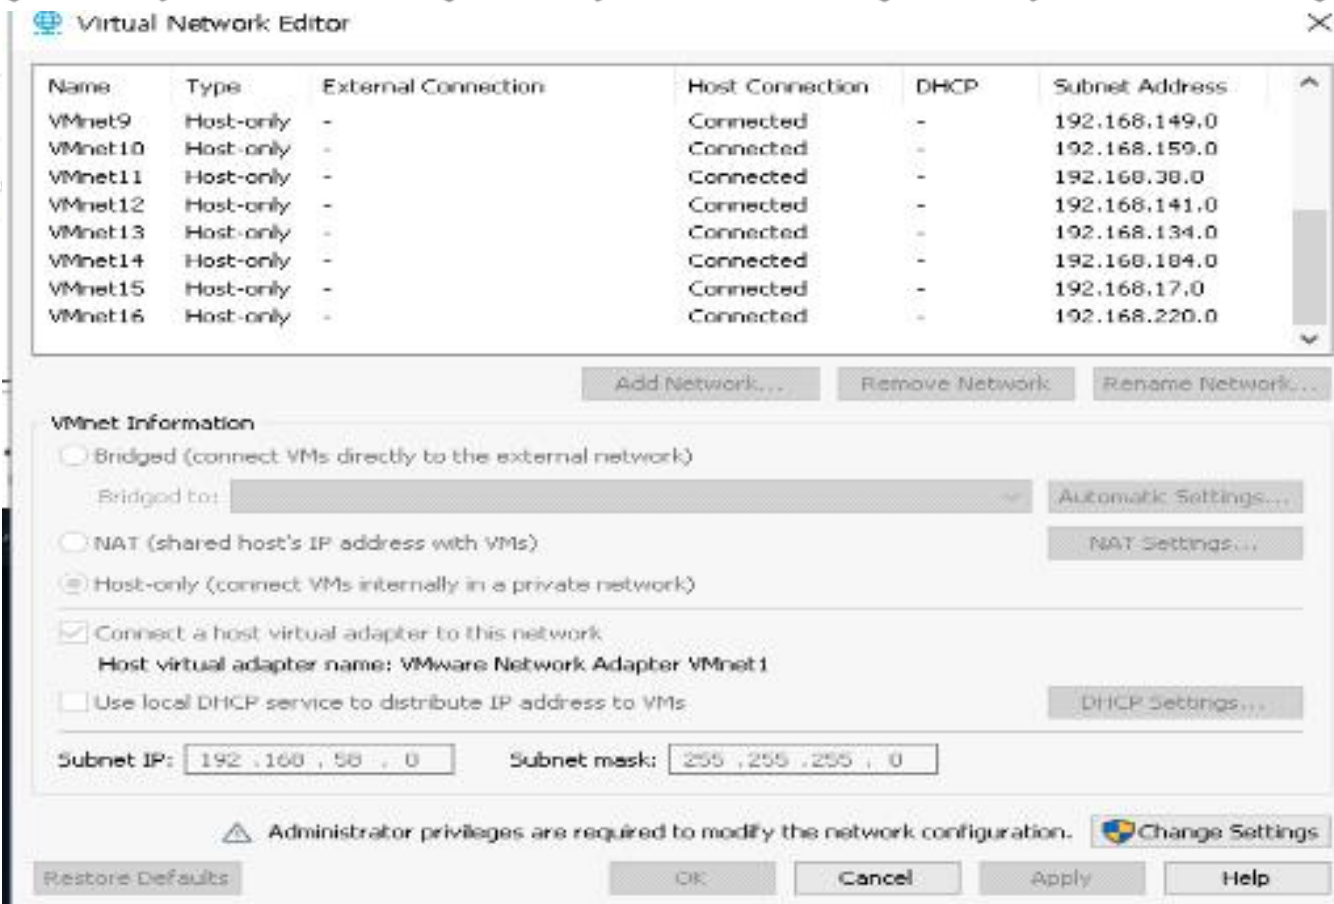 Virtual Network Editor
Name Type External Connection Host Connection DHCP Subnet Address
VMnet9 Host-only - Connected - 192.168.149.0
VMnet10 Host-only - Connected - 192.168.159.0
VMnet11 Host-only - Connected - 192.168.38.0
VMnet12 Host-only - Connected - 192.168.141.0
VMnet13 Host-only - Connected - 192.168.134.0
VMnet14 Host-only - Connected - 192.168.184.0
VMnet15 Host-only - Connected - 192.168.17.0
VMnet16 Host-only - Connected - 192.168.220.0
Add Network... Remove Network Rename Network...
VMnet Information
Bridged (connect VMs directly to the external network)
Bridged to: Automatic Settings...
NAT (shared host's IP address with VMs) NAT Settings...
Host-only (connect VMs internally in a private network)
Connect a host virtual adapter to this network
Host virtual adapter name: VMware Network Adapter VMnet1
Use local DHCP service to distribute IP address to VMs DHCP Settings...
Subnet IP: 192 .168 . 58 . 0 Subnet mask: 255 .255 .255 . 0
Administrator privileges are required to modify the network configuration. Change Settings
Restore Defaults OK Cancel Apply Help